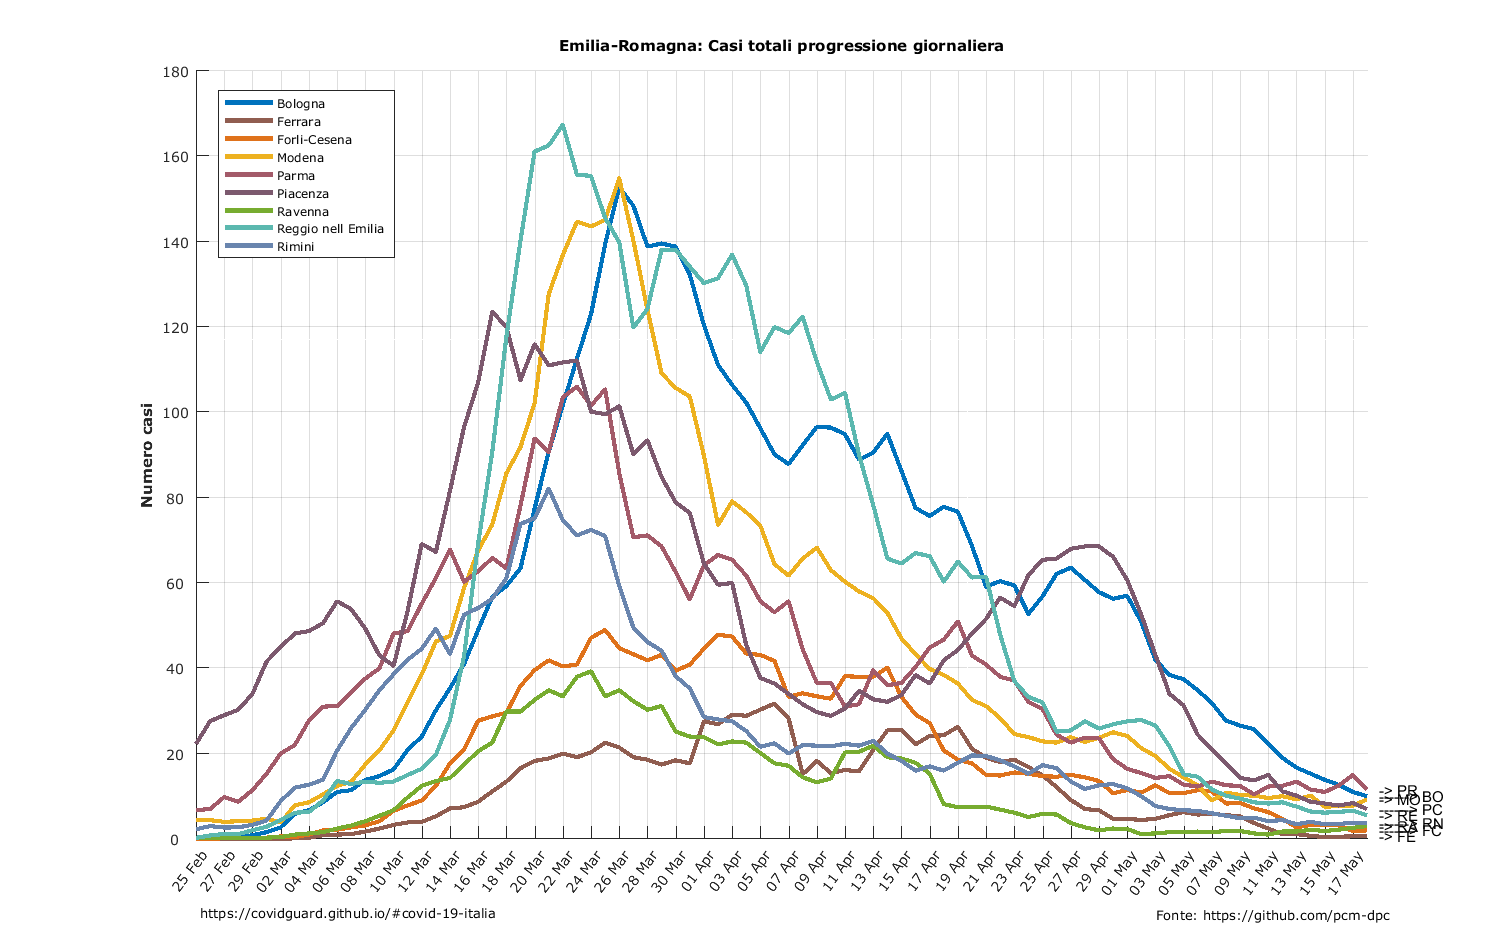 Emilia-Romagna: Casi totali progressione giornaliera
180
160
140
120
100
80
60
40
20
0
Numero casi
Bologna
Ferrara
Forli-Cesena
Modena
Parma
Piacenza
Ravenna
Reggio nell Emilia
Rimini
-> PR
BO
-> MO
PC
-> RE
RN
-> RA
FC
-> FE
25 Feb
27 Feb
29 Feb
02 Mar
04 Mar
06 Mar
08 Mar
10 Mar
12 Mar
14 Mar
16 Mar
18 Mar
20 Mar
22 Mar
24 Mar
26 Mar
28 Mar
30 Mar
01 Apr
03 Apr
05 Apr
07 Apr
09 Apr
11 Apr
13 Apr
15 Apr
17 Apr
19 Apr
21 Apr
23 Apr
25 Apr
27 Apr
29 Apr
01 May
03 May
05 May
07 May
09 May
11 May
13 May
15 May
17 May
https://covidguard.github.io/#covid-19-italia
Fonte: https://github.com/pcm-dpc